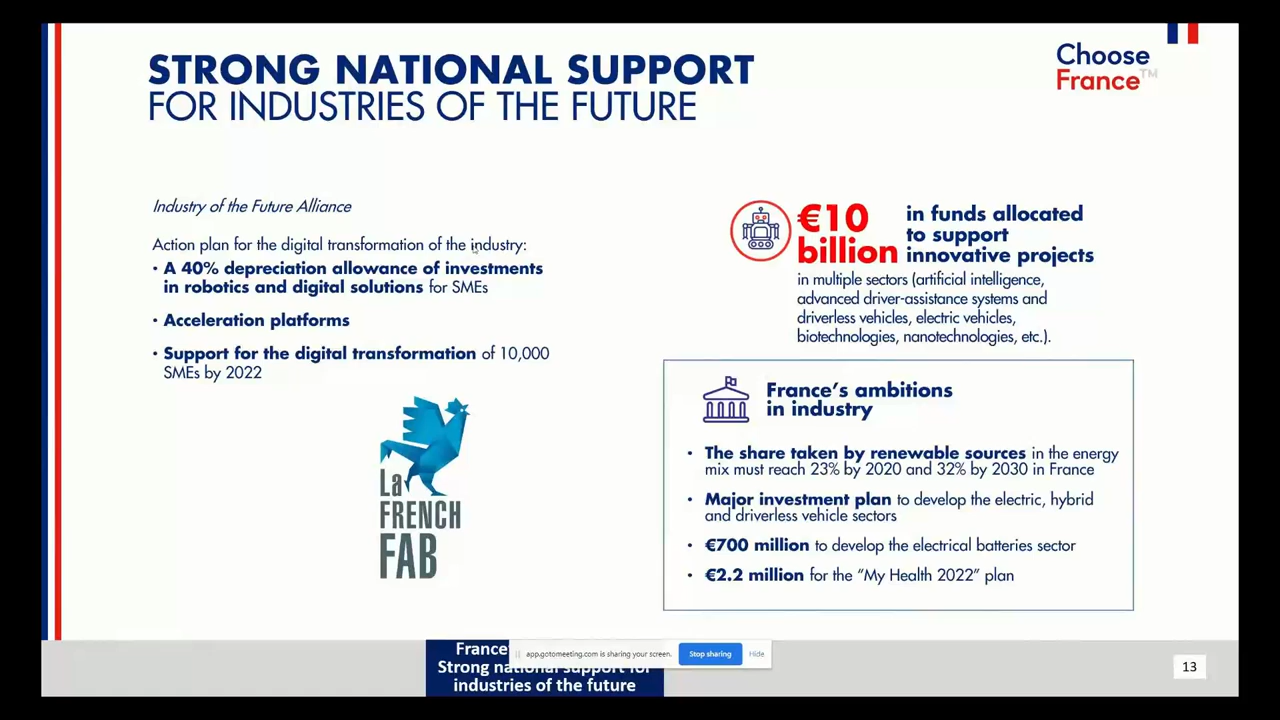 STRONG NATIONAL SUPPORT
FOR INDUSTRIES OF THE FUTURE
Choose
France™
Industry of the Future Alliance
Action plan for the digital transformation of the industry:
• A 40% depreciation allowance of investments
in robotics and digital solutions for SMEs
• Acceleration platforms
• Support for the digital transformation of 10,000
SMEs by 2022
La
FRENCH
FAB
€10
billion
in funds allocated
to support
innovative projects
in multiple sectors (artificial intelligence,
advanced driver-assistance systems and
driverless vehicles, electric vehicles,
biotechnologies, nanotechnologies, etc.).
France's ambitions
in industry
• The share taken by renewable sources in the energy
mix must reach 23% by 2020 and 32% by 2030 in France
• Major investment plan to develop the electric, hybrid
and driverless vehicle sectors
• €700 million to develop the electrical batteries sector
• €2.2 million for the “My Health 2022” plan
France
Strong national support for
industries of the future
app.gotomeeting.com is sharing your screen.
Stop sharing
Hide
13